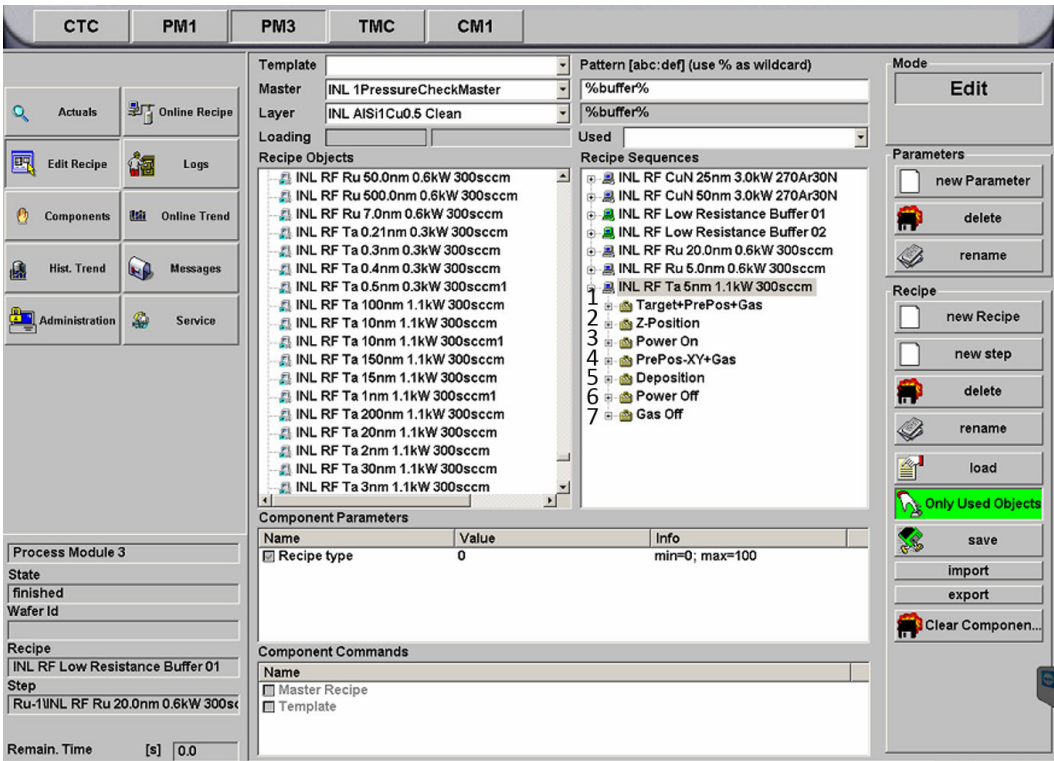 CTC PM1 PM3 TMC CM1
Actuals Online Recipe
Edit Recipe Logs
Components Online Trend
Hist. Trend Messages
Administration Service
Process Module 3
State
finished
Wafer Id
Recipe
INL RF Low Resistance Buffer 01
Step
Ru-1\INL RF Ru 20.0nm 0.6kW 300sc
Remain. Time [s] 0.0
Template
Master INL 1PressureCheckMaster
Layer INL AlSi1Cu0.5 Clean
Loading
Pattern [abc:def] (use % as wildcard)
%buffer%
%buffer%
Used
Recipe Objects
INL RF Ru 50.0nm 0.6kW 300sccm
INL RF Ru 500.0nm 0.6kW 300sccm
INL RF Ru 7.0nm 0.6kW 300sccm
INL RF Ta 0.21nm 0.3kW 300sccm
INL RF Ta 0.3nm 0.3kW 300sccm
INL RF Ta 0.4nm 0.3kW 300sccm
INL RF Ta 0.5nm 0.3kW 300sccm1
INL RF Ta 100nm 1.1kW 300sccm
INL RF Ta 10nm 1.1kW 300sccm
INL RF Ta 10nm 1.1kW 300sccm1
INL RF Ta 150nm 1.1kW 300sccm
INL RF Ta 15nm 1.1kW 300sccm
INL RF Ta 1nm 1.1kW 300sccm1
INL RF Ta 200nm 1.1kW 300sccm
INL RF Ta 20nm 1.1kW 300sccm
INL RF Ta 2nm 1.1kW 300sccm
INL RF Ta 30nm 1.1kW 300sccm
INL RF Ta 3nm 1.1kW 300sccm
Recipe Sequences
INL RF CuN 25nm 3.0kW 270Ar30N
INL RF CuN 50nm 3.0kW 270Ar30N
INL RF Low Resistance Buffer 01
INL RF Low Resistance Buffer 02
INL RF Ru 20.0nm 0.6kW 300sccm
INL RF Ru 5.0nm 0.6kW 300sccm
INL RF Ta 5nm 1.1kW 300sccm
1 Target+PrePos+Gas
2 Z-Position
3 Power On
4 PrePos-XY+Gas
5 Deposition
6 Power Off
7 Gas Off
Component Parameters
Name Value Info
Recipe type 0 min=0; max=100
Component Commands
Name
Master Recipe
Template
Mode
Edit
Parameters
new Parameter
delete
rename
Recipe
new Recipe
new step
delete
rename
load
Only Used Objects
save
import
export
Clear Componen...